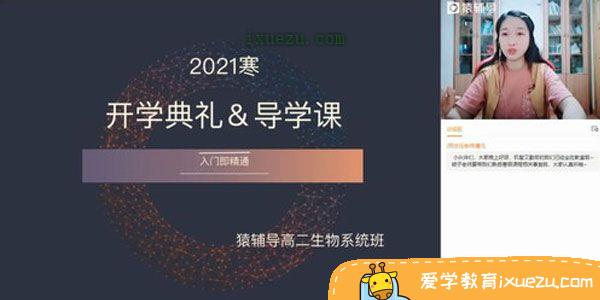 ixuezu.com
2021寒
开学典礼＆导学课
入门即精通
猿辅导高二生物系统班
猿辅导
讨论区
爱学教育ixuezu.com